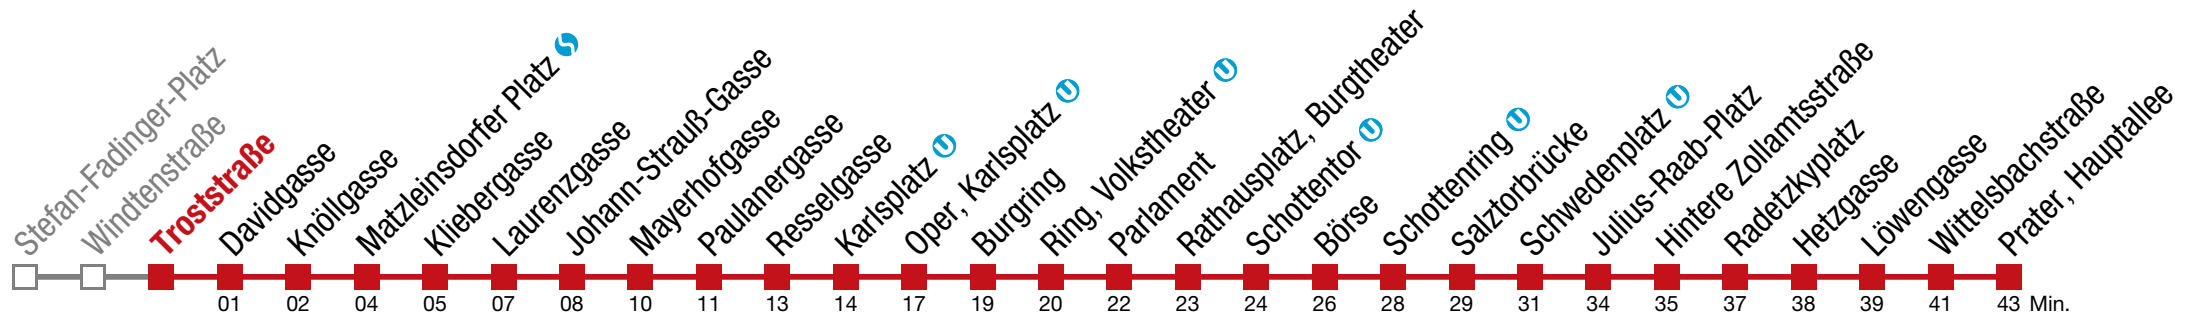 Stefan-Fadinger-Platz
Windtenstraße
Troststraße
Davidgasse
Knöllgasse
Matzleinsdorfer Platz
Kliebergasse
Laurenzgasse
Johann-Strauß-Gasse
Mayerhofgasse
Paulanergasse
Resselgasse
Karlsplatz U
Oper, Karlsplatz U
Burgring
Ring, Volkstheater U
Parlament
Rathausplatz, Burgtheater
Schottentor U
Börse
Schottenring U
Salztorbrücke
Schwedenplatz U
Julius-Raab-Platz
Hintere Zollamtsstraße
Radetzkyplatz
Hetzgasse
Löwengasse
Wittelsbachstraße
Prater, Hauptallee
01 02 04 05 07 08 10 11 13 14 17 19 20 22 23 24 26 28 29 31 34 35 37 38 39 41 43 Min.